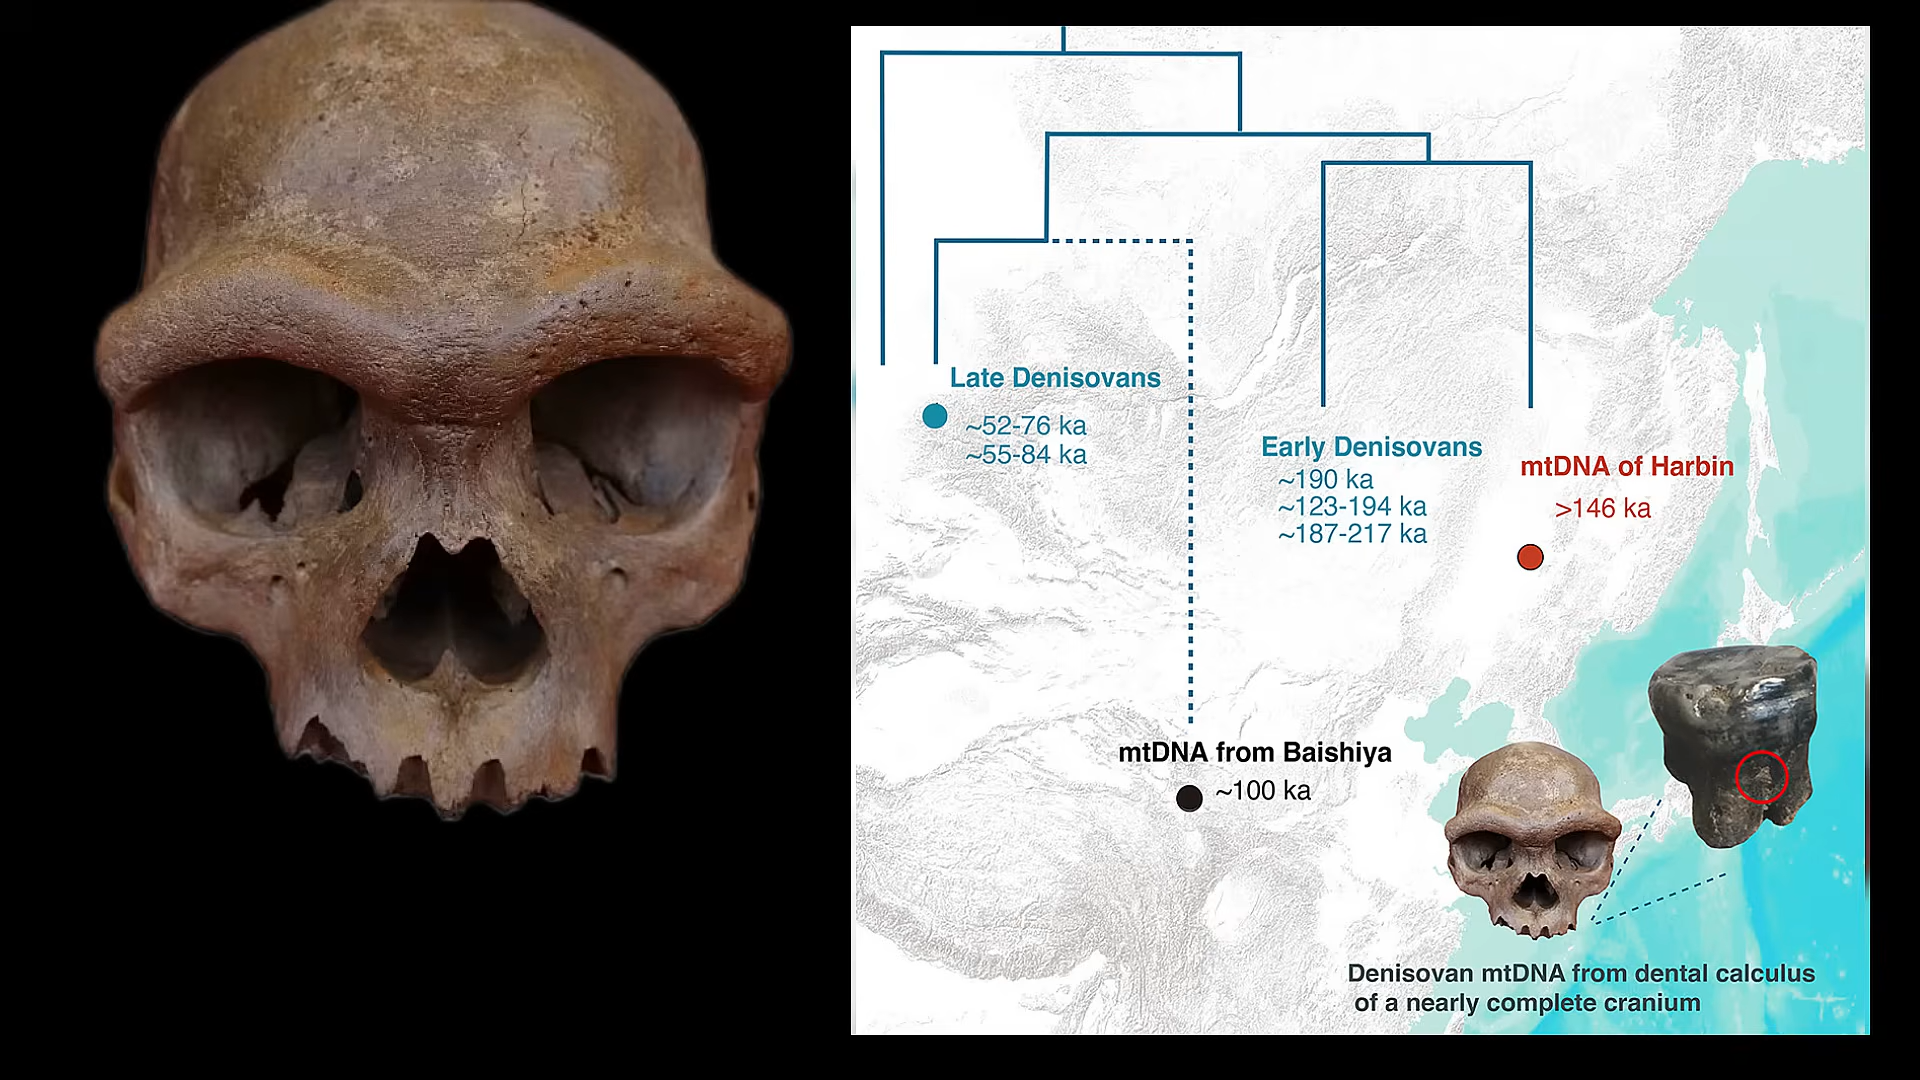 Late Denisovans
~52-76 ka
~55-84 ka
Early Denisovans
~190 ka
~123-194 ka
~187-217 ka
mtDNA of Harbin
>146 ka
mtDNA from Baishiya
~100 ka
Denisovan mtDNA from dental calculus
of a nearly complete cranium